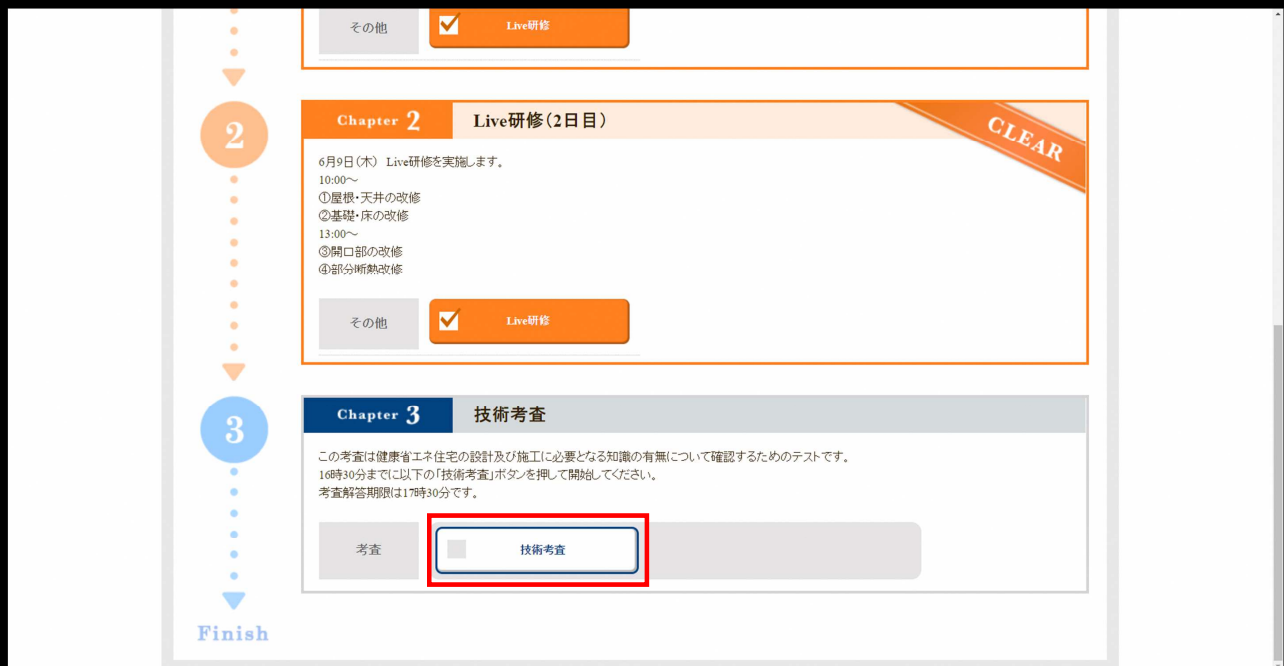 その他
Live研修
2
Chapter 2
Live研修(2日目)
CLEAR
6月9日(木) Live研修を実施します。
10:00～
①屋根・天井の改修
②基礎・床の改修
13:00～
③開口部の改修
④部分断熱改修
その他
Live研修
3
Chapter 3
技術考査
この考査は健康省エネ住宅の設計及び施工に必要となる知識の有無について確認するためのテストです。
16時30分までに以下の「技術考査」ボタンを押して開始してください。
考査解答期限は17時30分です。
考査
技術考査
Finish